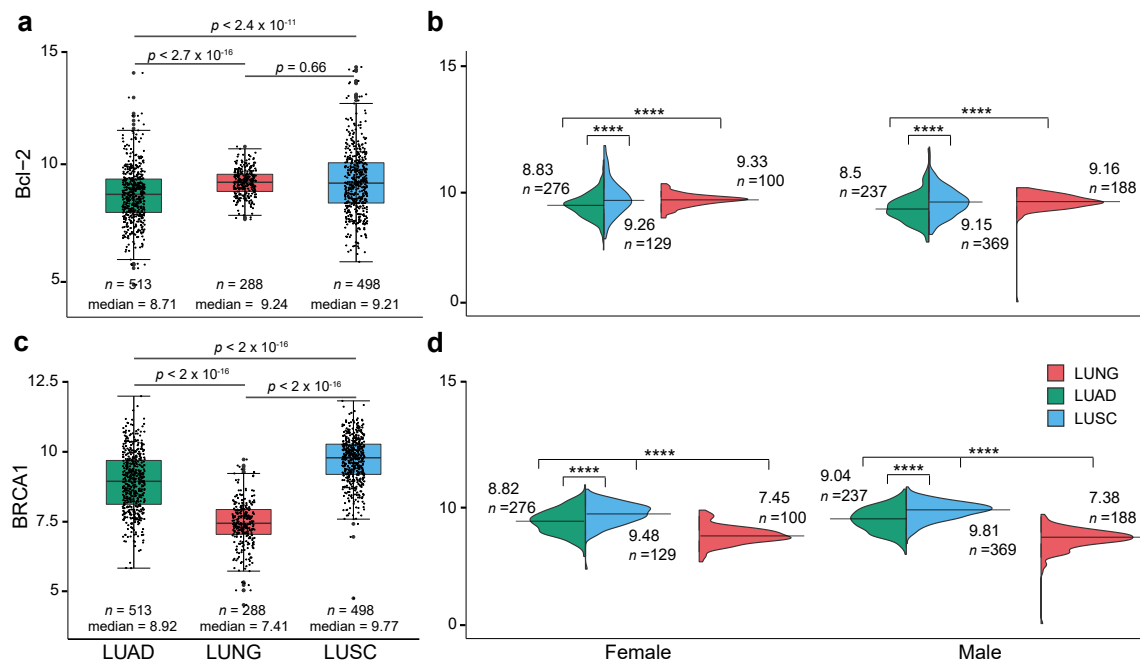 a
p < 2.4 x 10-11
p < 2.7 x 10-16
p = 0.66
15
10
5
Bcl–2
n = 513
n = 288
n = 498
median = 8.71
median = 9.24
median = 9.21
b
15
10
0
****
****
8.83
n =276
9.26
n =129
9.33
n =100
****
****
8.5
n =237
9.15
n =369
9.16
n =188
c
p < 2 x 10-16
p < 2 x 10-16
p < 2 x 10-16
12.5
10
7.5
5
BRCA1
n = 513
n = 288
n = 498
median = 8.92
median = 7.41
median = 9.77
LUAD
LUNG
LUSC
d
15
10
0
LUNG
LUAD
LUSC
****
****
8.82
n =276
9.48
n =129
7.45
n =100
****
****
9.04
n =237
9.81
n =369
7.38
n =188
Female
Male